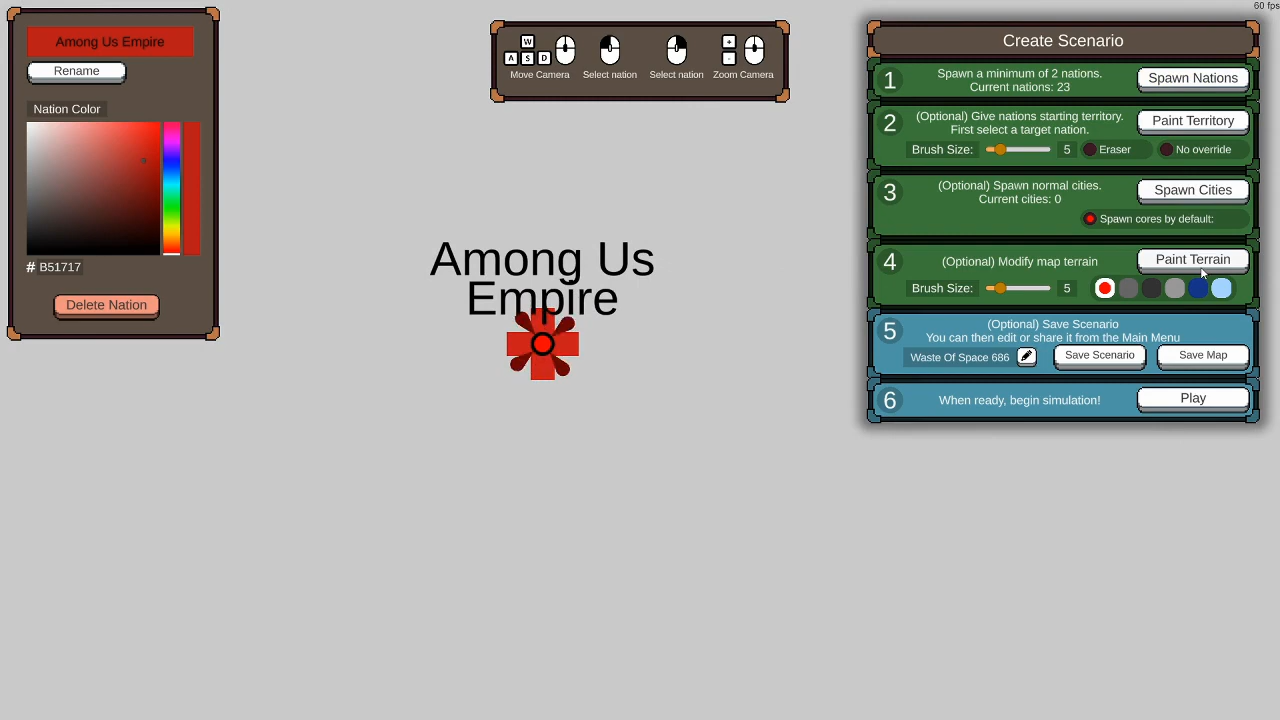 60 fps
Among Us Empire
Rename
Nation Color
# B51717
Delete Nation
W
A S D
+
-
Move Camera
Select nation
Select nation
Zoom Camera
Among Us
Empire
Create Scenario
1
Spawn a minimum of 2 nations.
Current nations: 23
Spawn Nations
2
(Optional) Give nations starting territory.
First select a target nation.
Paint Territory
Brush Size:
5
Eraser
No override
3
(Optional) Spawn normal cities.
Current cities: 0
Spawn Cities
Spawn cores by default:
4
(Optional) Modify map terrain
Paint Terrain
Brush Size:
5
5
(Optional) Save Scenario
You can then edit or share it from the Main Menu
Waste Of Space 686
Save Scenario
Save Map
6
When ready, begin simulation!
Play